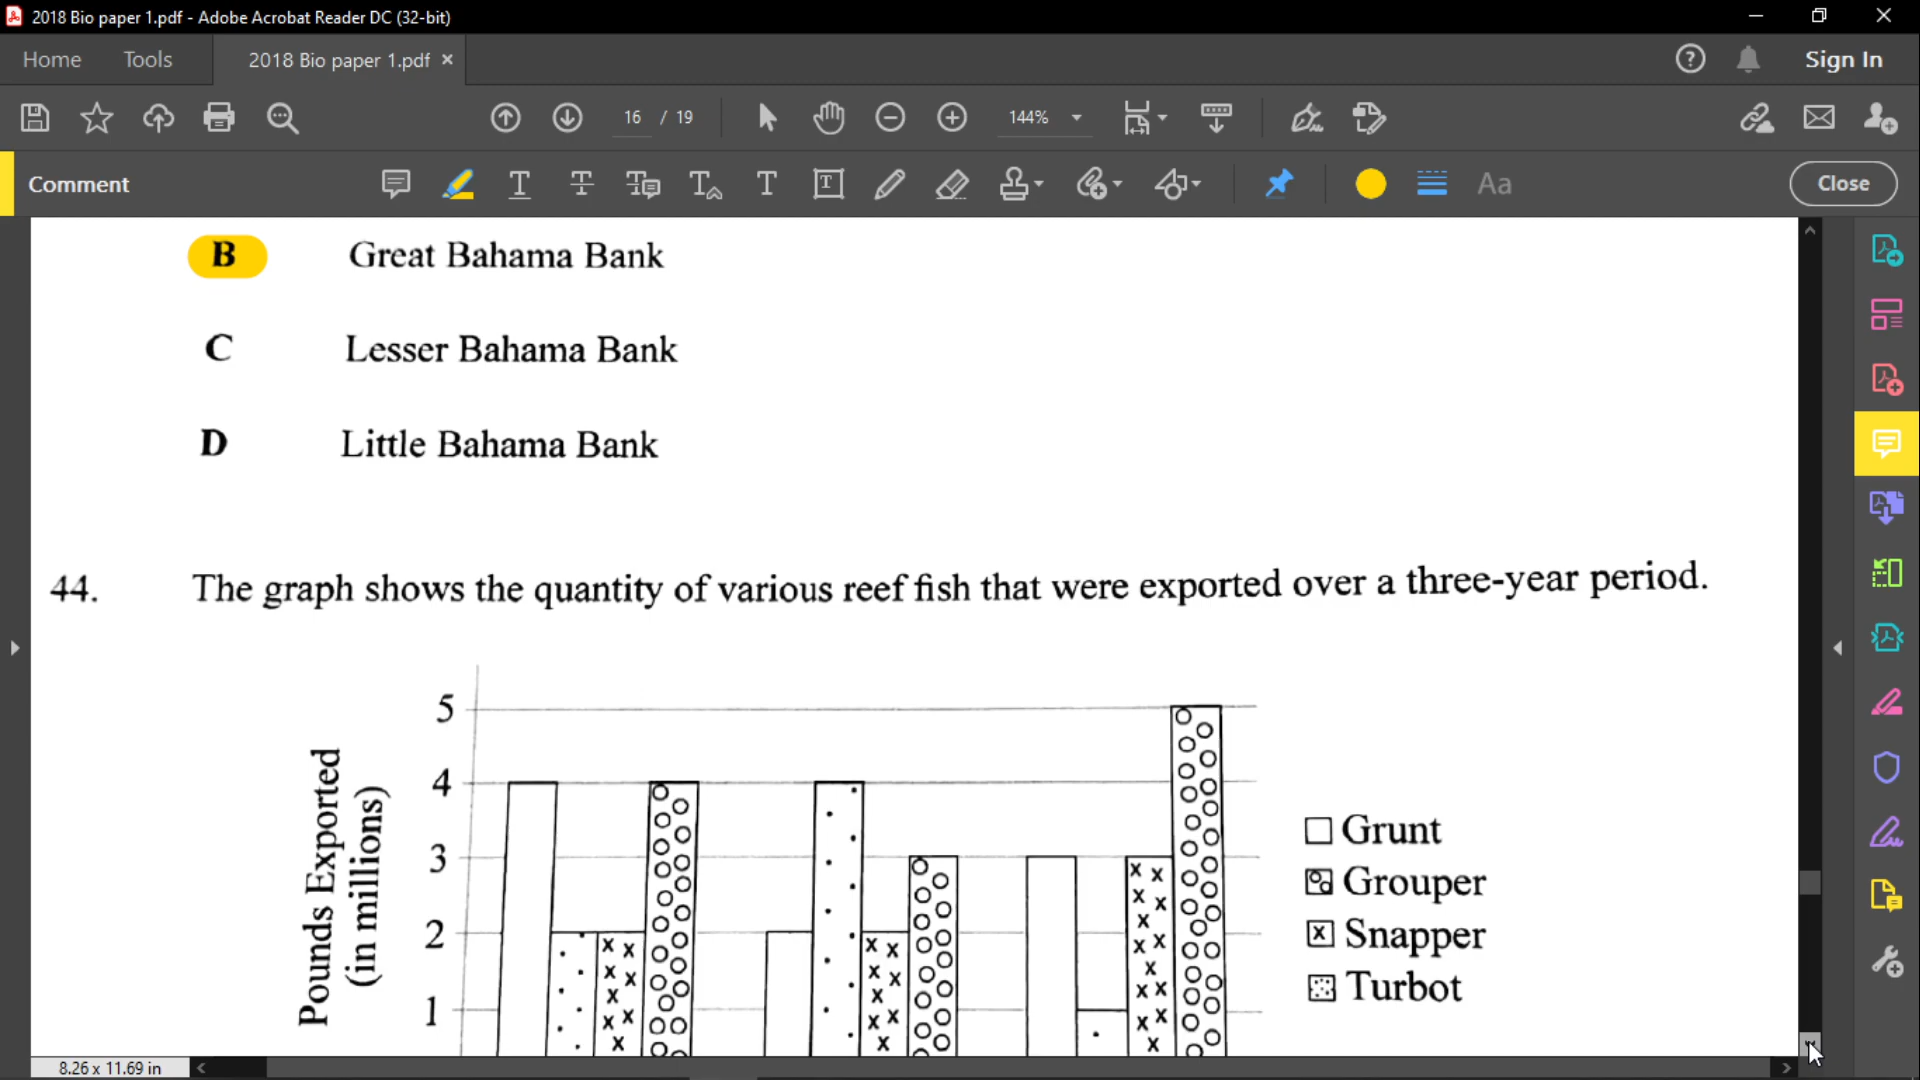 2018 Bio paper 1.pdf - Adobe Acrobat Reader DC (32-bit)
Home Tools 2018 Bio paper 1.pdf × Sign In
16 / 19 144%
Comment Aa Close
B Great Bahama Bank
C Lesser Bahama Bank
D Little Bahama Bank
44. The graph shows the quantity of various reef fish that were exported over a three-year period.
Pounds Exported
(in millions)
5
4
3
2
1
Grunt
Grouper
Snapper
Turbot
8.26 x 11.69 in